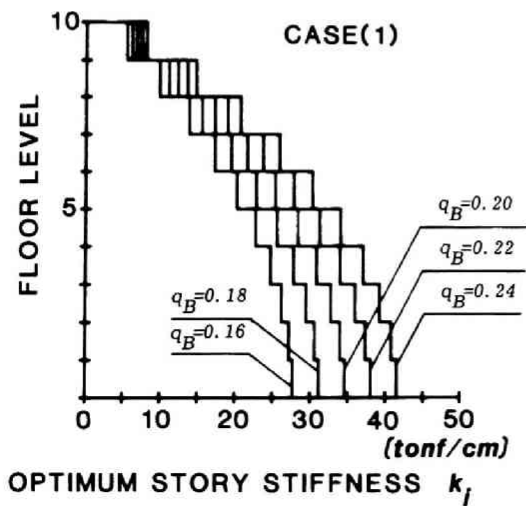 10
CASE(1)
FLOOR LEVEL
5
q_B=0.20
q_B=0.22
q_B=0.18
q_B=0.24
q_B=0.16
0 10 20 30 40 50
(tonf/cm)
OPTIMUM STORY STIFFNESS k_j